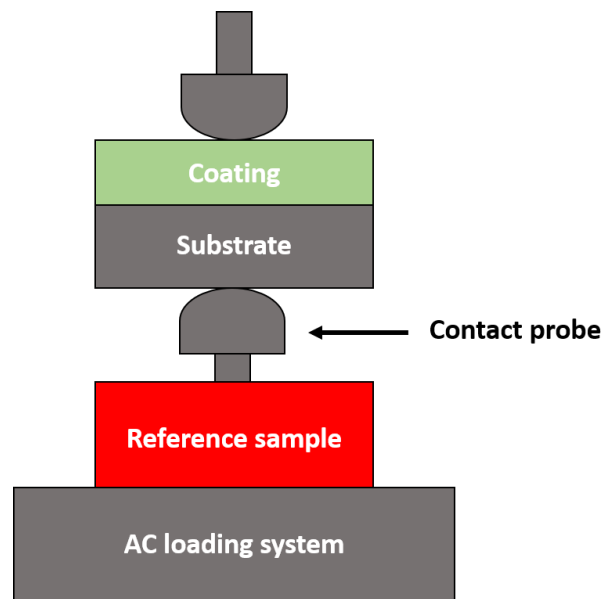 Coating
Substrate
Contact probe
Reference sample
AC loading system